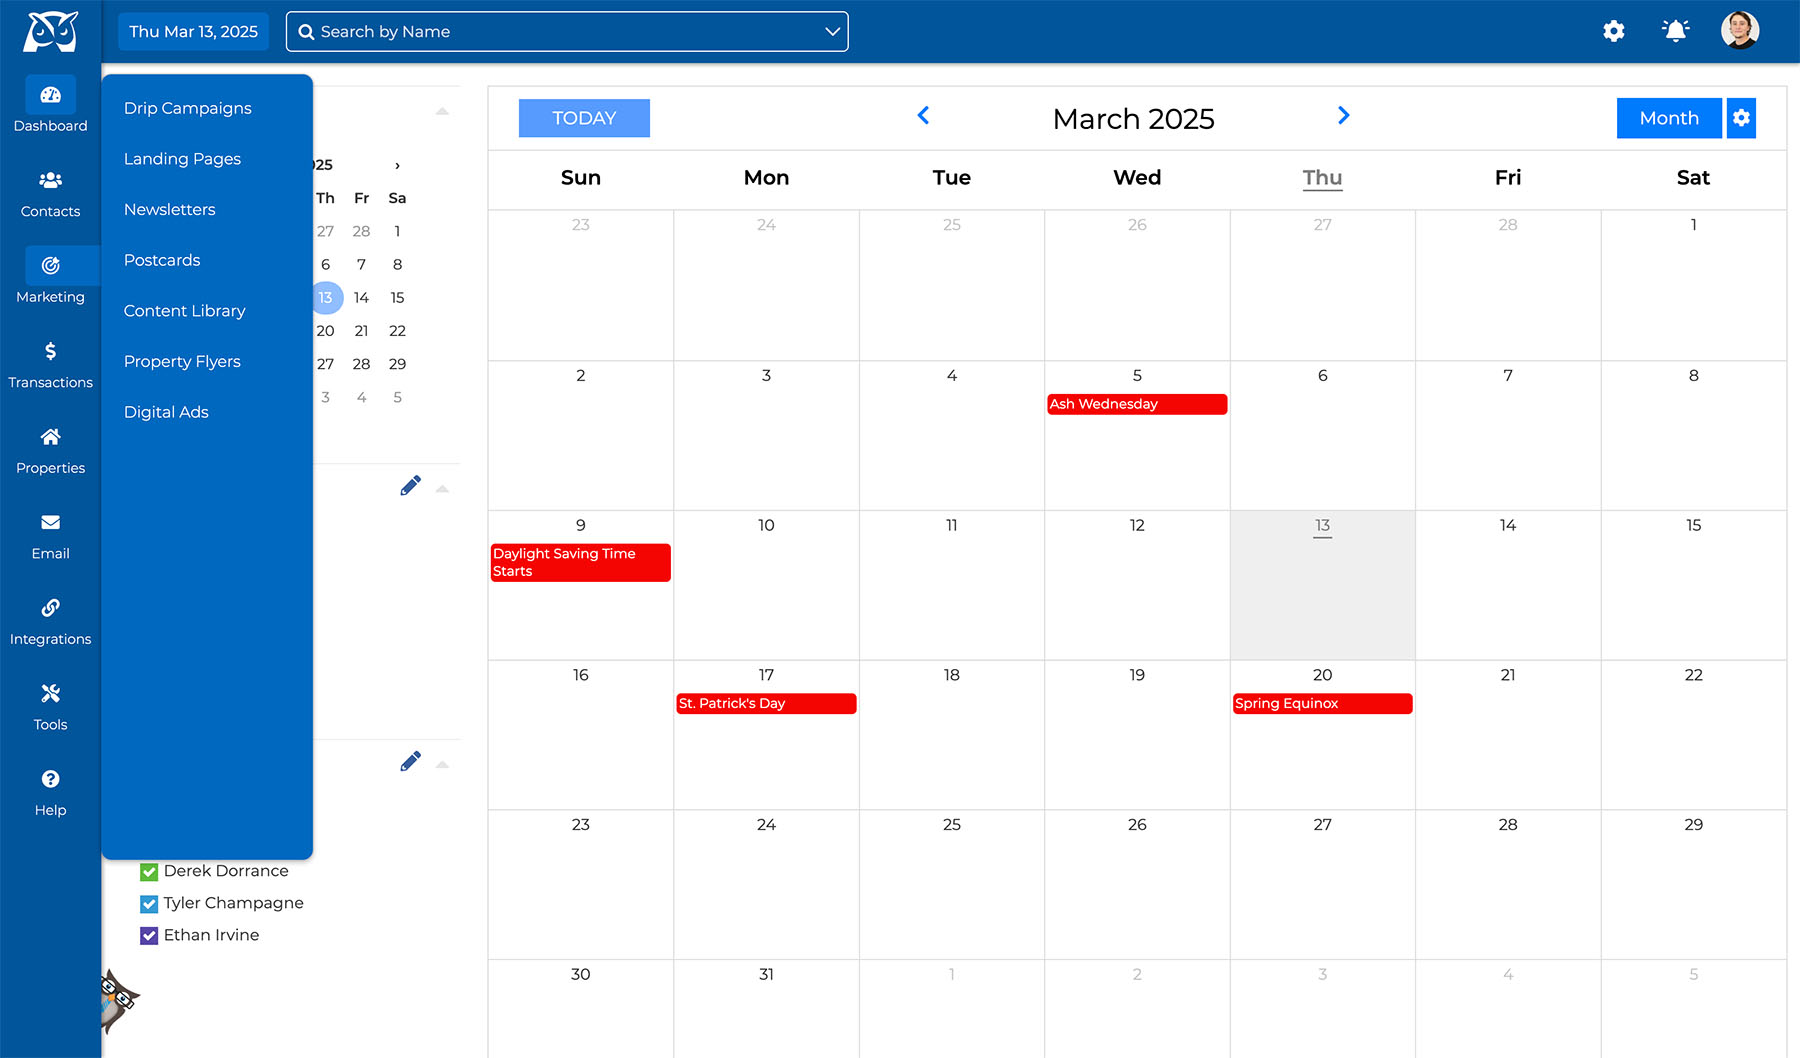 Thu Mar 13, 2025
Search by Name
Dashboard
Contacts
Marketing
Transactions
Properties
Email
Integrations
Tools
Help
Drip Campaigns
Landing Pages
Newsletters
Postcards
Content Library
Property Flyers
Digital Ads
025 ›
Th Fr Sa
27 28 1
6 7 8
13 14 15
20 21 22
27 28 29
3 4 5
Derek Dorrance
Tyler Champagne
Ethan Irvine
TODAY
March 2025
Month
Sun Mon Tue Wed Thu Fri Sat
23 24 25 26 27 28 1
2 3 4 5 6 7 8
Ash Wednesday
9 10 11 12 13 14 15
Daylight Saving Time
Starts
16 17 18 19 20 21 22
St. Patrick's Day
Spring Equinox
23 24 25 26 27 28 29
30 31 1 2 3 4 5